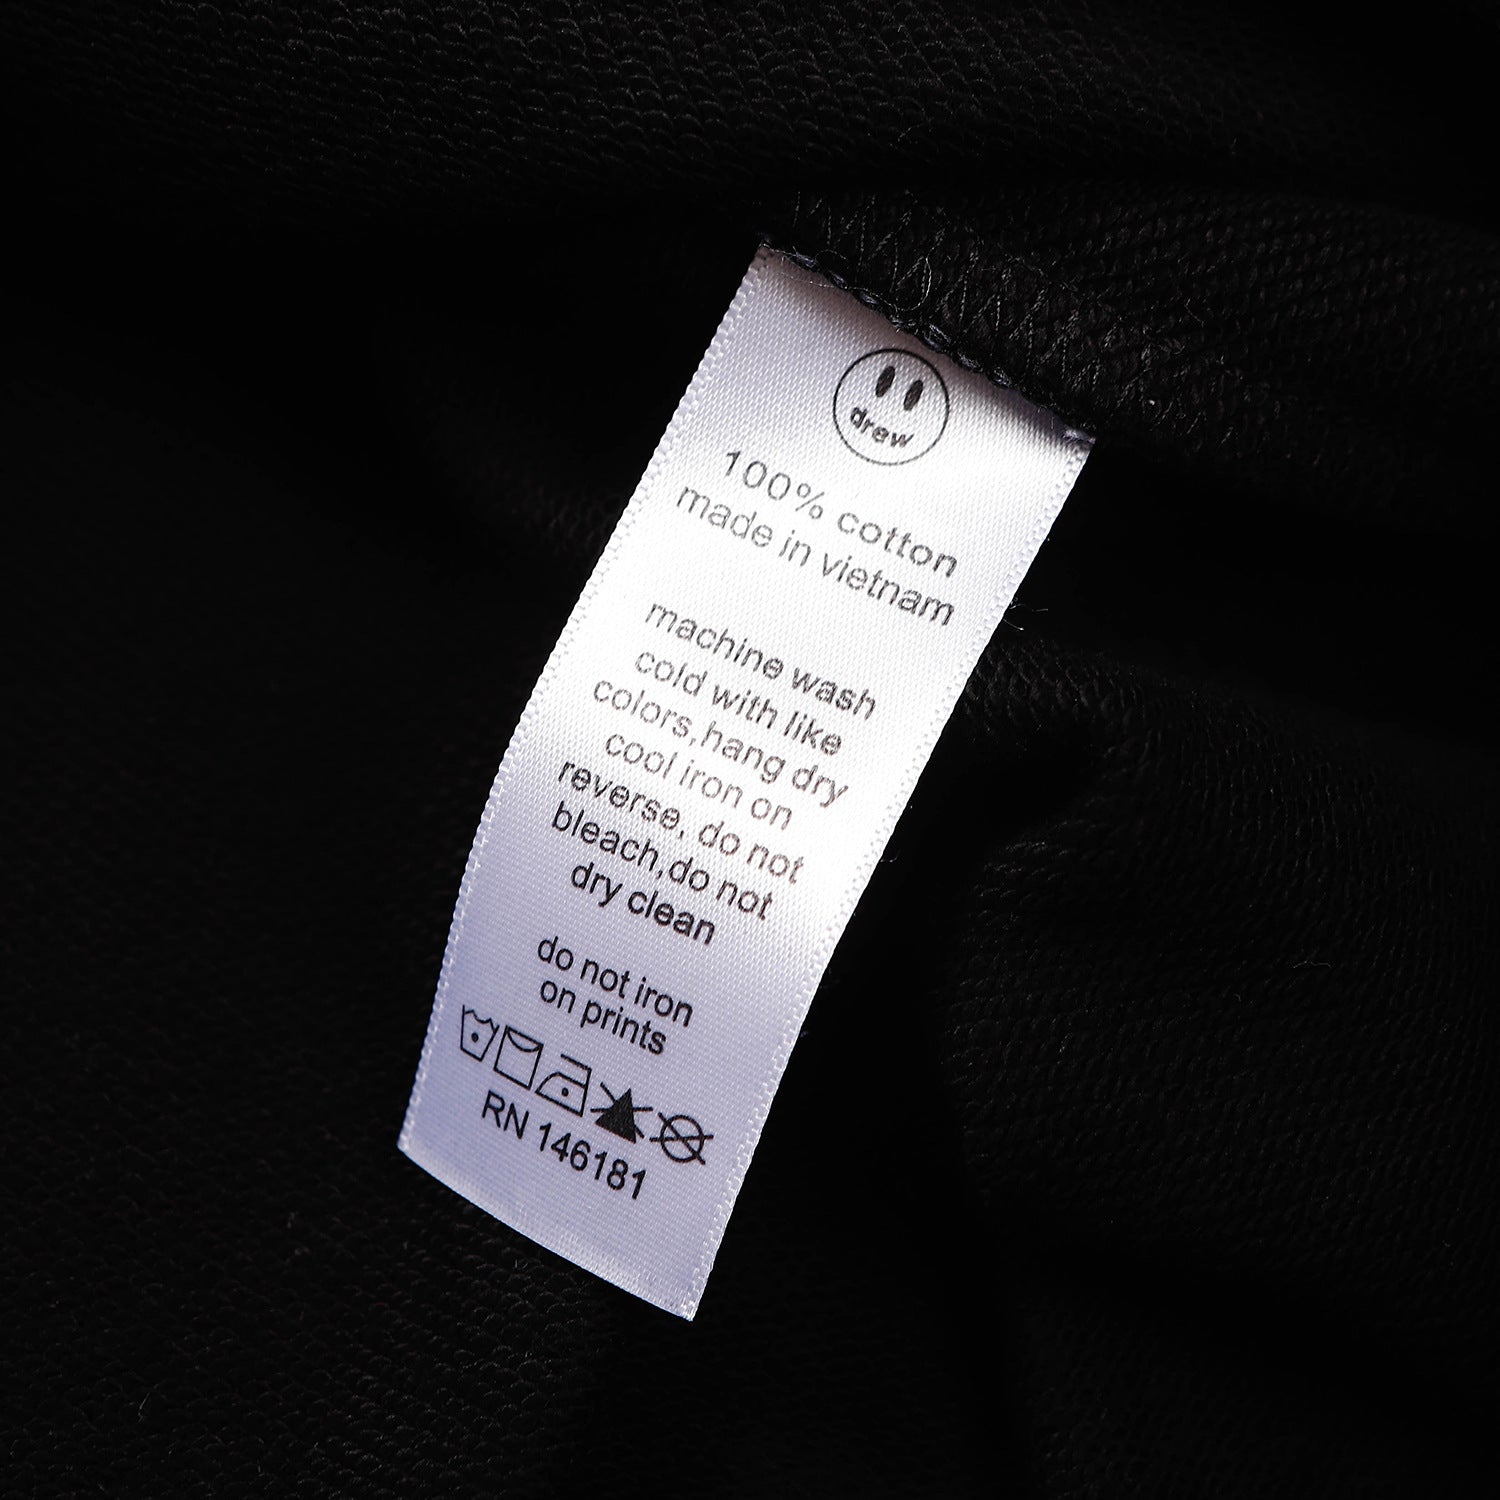 drew
100% cotton
made in vietnam
machine wash
cold with like
colors,hang dry
cool iron on
reverse, do not
bleach,do not
dry clean
do not iron
on prints
RN 146181